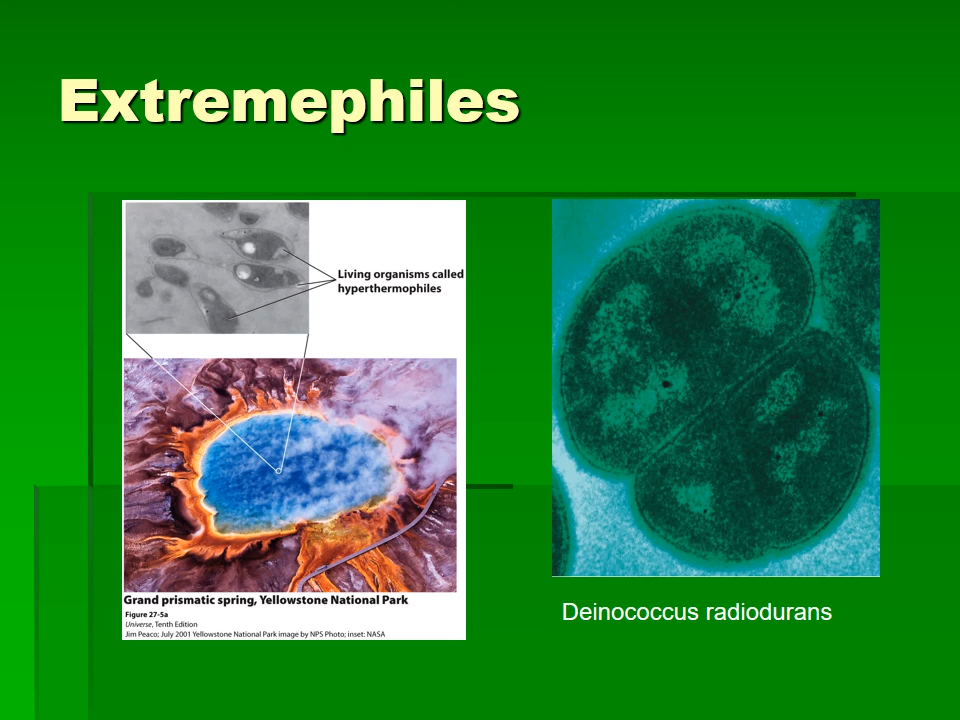 Extremephiles
Living organisms called
hyperthermophiles
Grand prismatic spring, Yellowstone National Park
Figure 27-5a
Universe, Tenth Edition
Jim Peaco; July 2001 Yellowstone National Park image by NPS Photo; inset: NASA
Deinococcus radiodurans